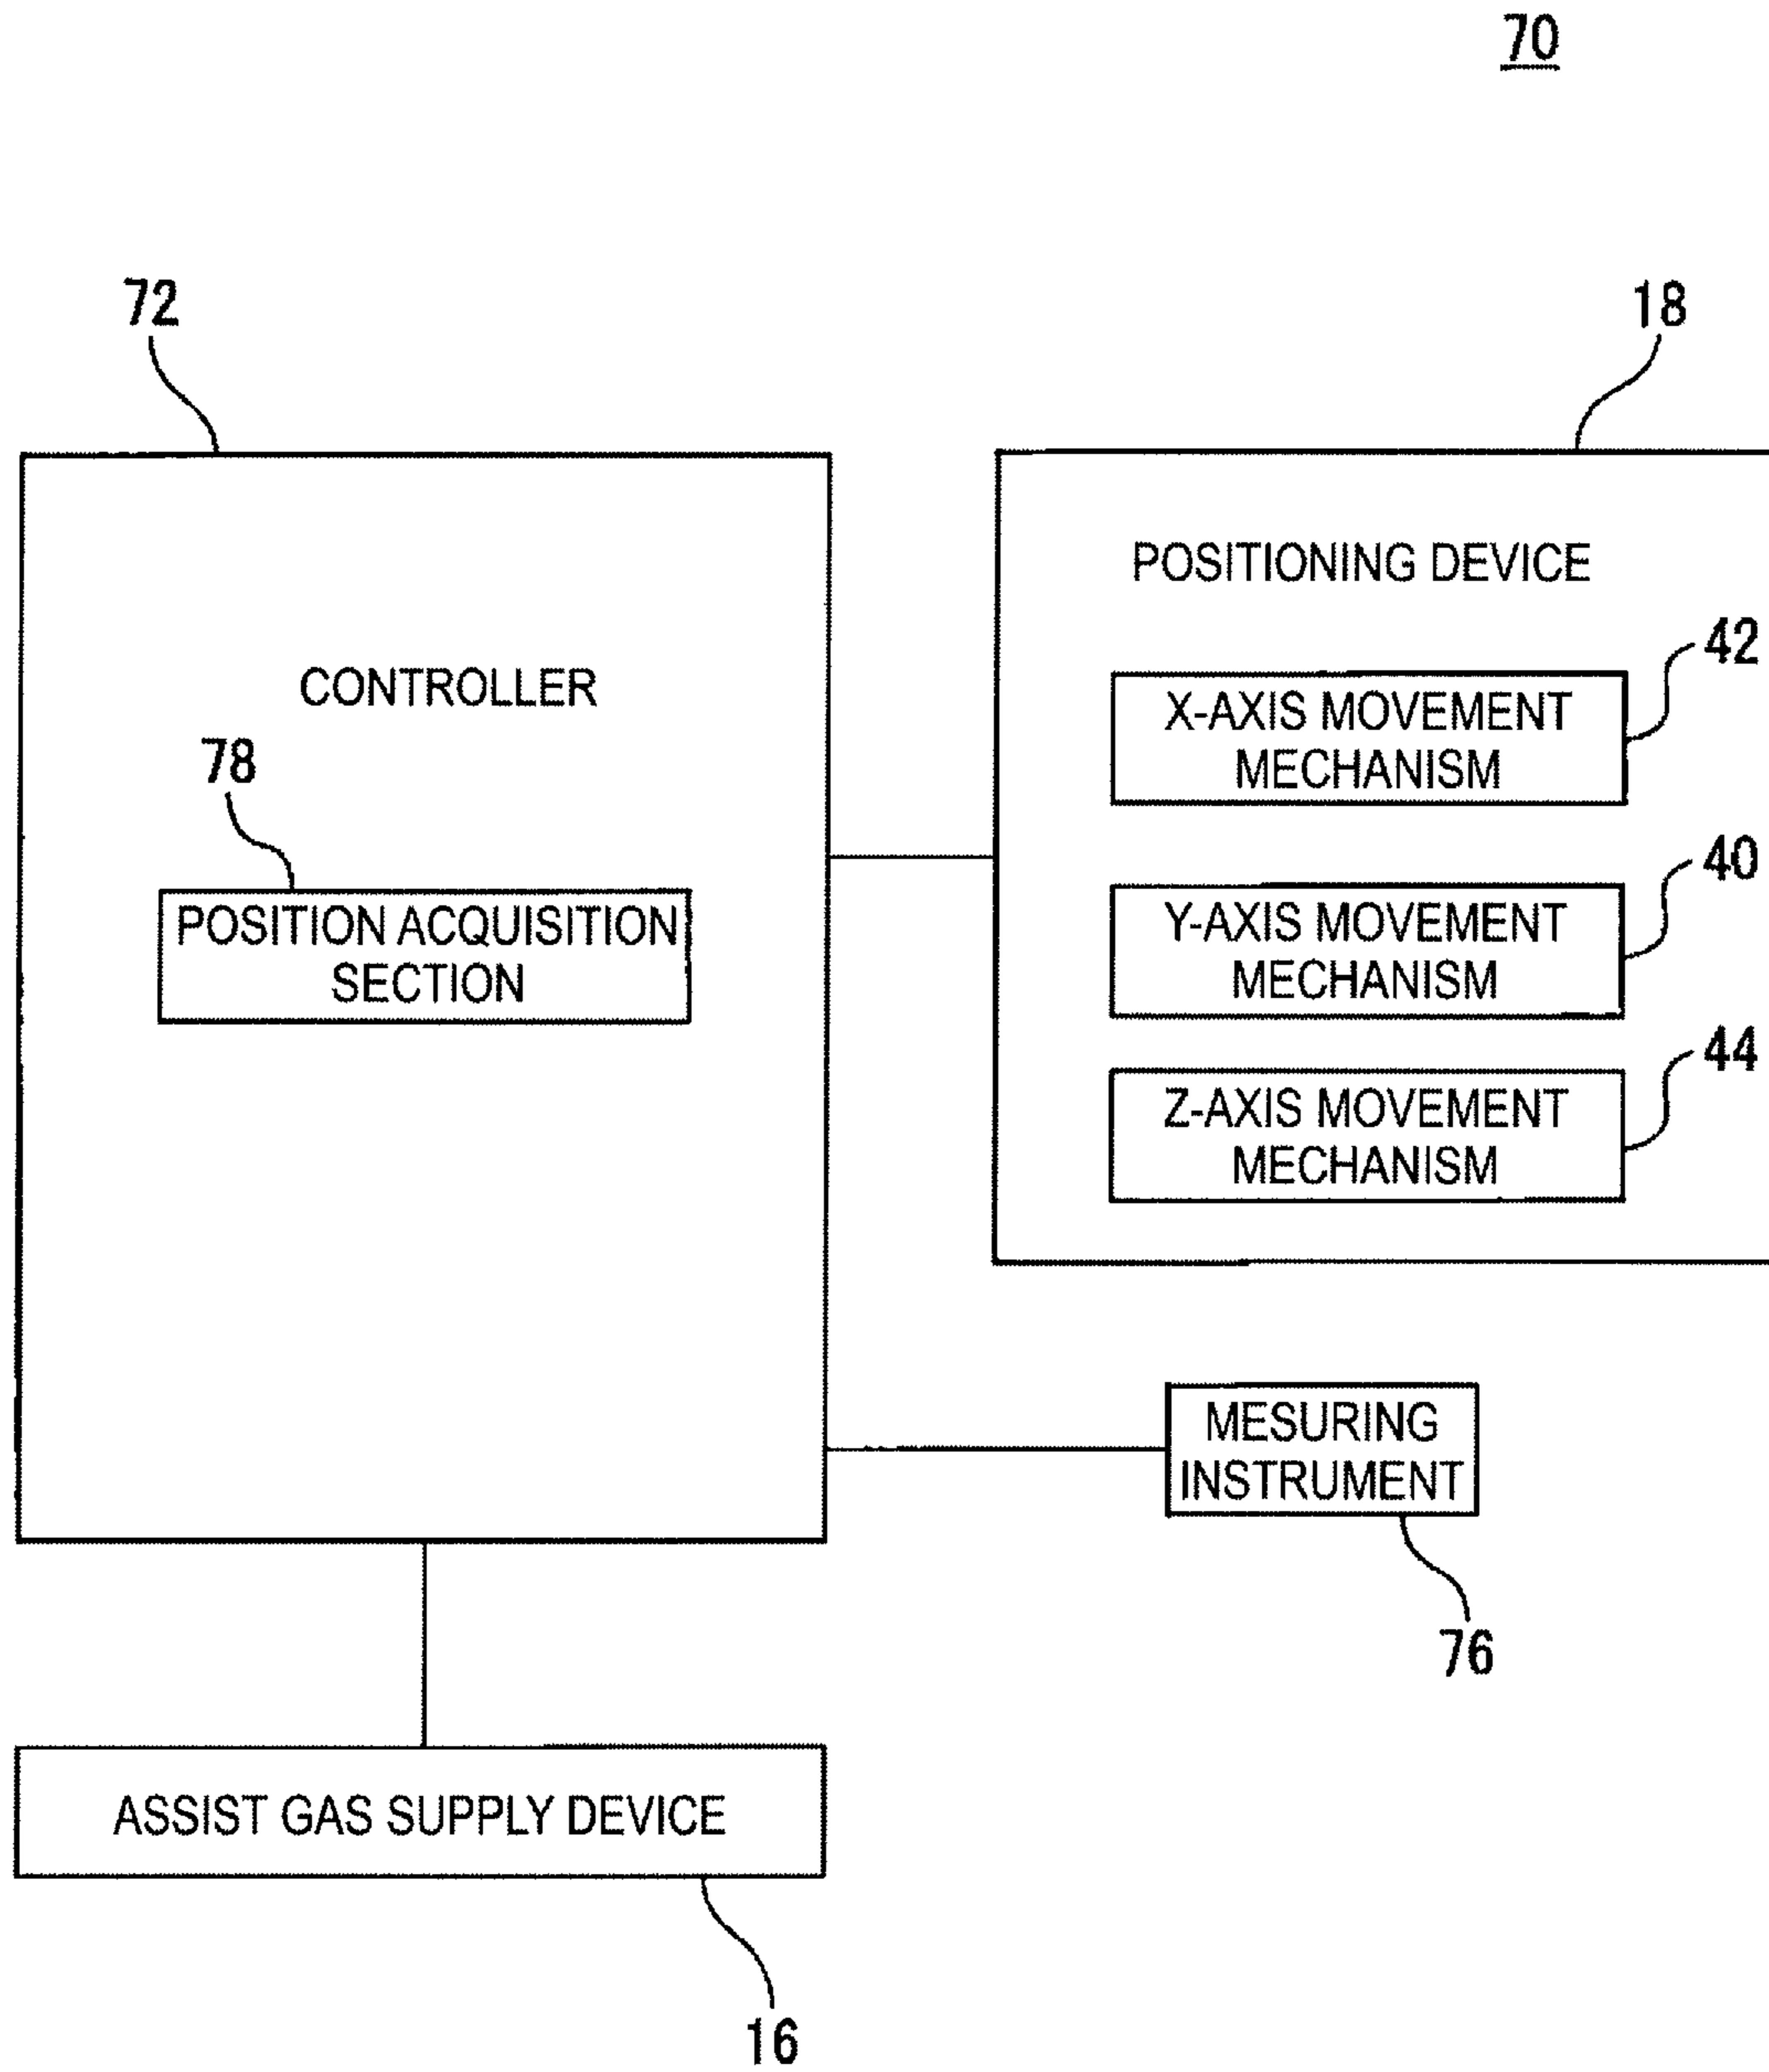 70
72
18
POSITIONING DEVICE
42
CONTROLLER
X-AXIS MOVEMENT
MECHANISM
78
40
POSITION ACQUISITION
SECTION
Y-AXIS MOVEMENT
MECHANISM
44
Z-AXIS MOVEMENT
MECHANISM
MESURING
INSTRUMENT
76
ASSIST GAS SUPPLY DEVICE
16